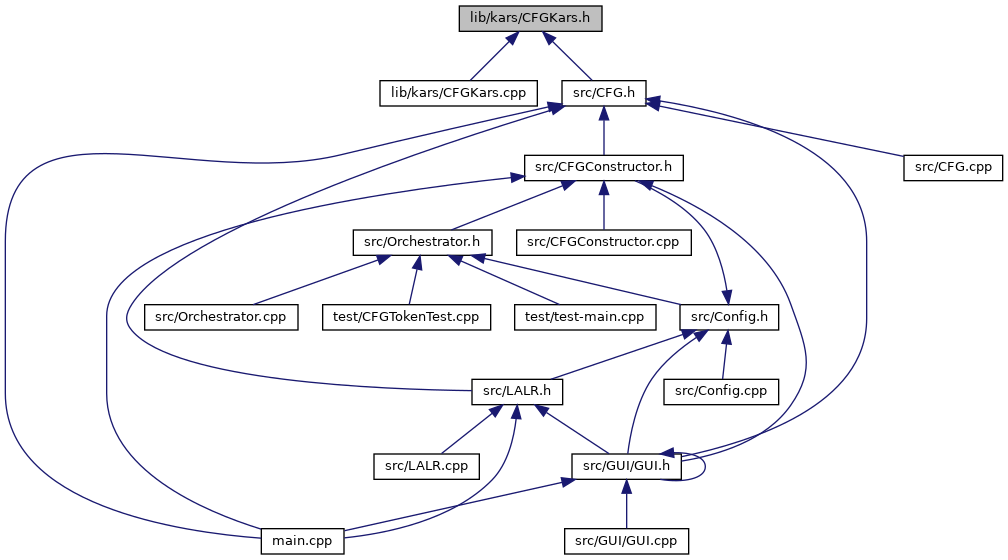 lib/kars/CFGKars.h
lib/kars/CFGKars.cpp
src/CFG.h
src/CFGConstructor.h
src/CFG.cpp
src/Orchestrator.h
src/CFGConstructor.cpp
src/Orchestrator.cpp
test/CFGTokenTest.cpp
test/test-main.cpp
src/Config.h
src/LALR.h
src/Config.cpp
src/LALR.cpp
src/GUI/GUI.h
main.cpp
src/GUI/GUI.cpp